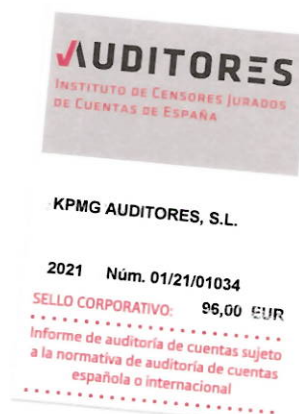 AUDITORES
INSTITUTO DE CENSORES JURADOS
DE CUENTAS DE ESPAÑA
KPMG AUDITORES, S.L.
2021 Núm. 01/21/01034
SELLO CORPORATIVO: 96,00 EUR
Informe de auditoría de cuentas sujeto
a la normativa de auditoría de cuentas
española o internacional